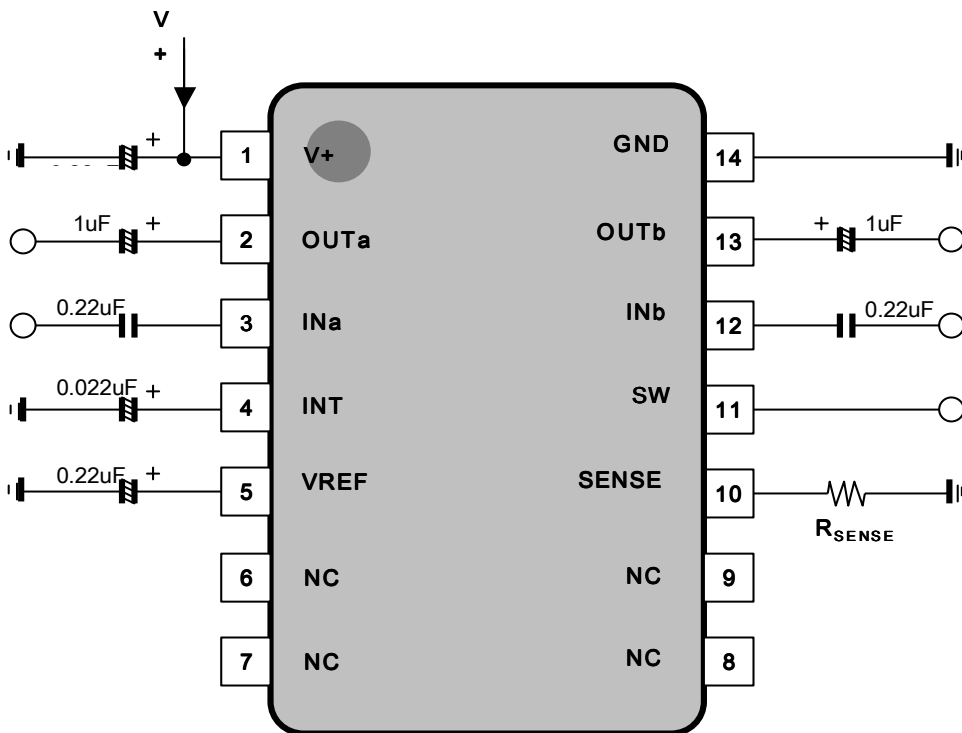 V
+
+ 1 V+ GND 14
1uF + 2 OUTa OUTb 13 + 1uF
0.22uF 3 INa INb 12 0.22uF
0.022uF + 4 INT SW 11
0.22uF + 5 VREF SENSE 10
RSENSE
6 NC NC 9
7 NC NC 8